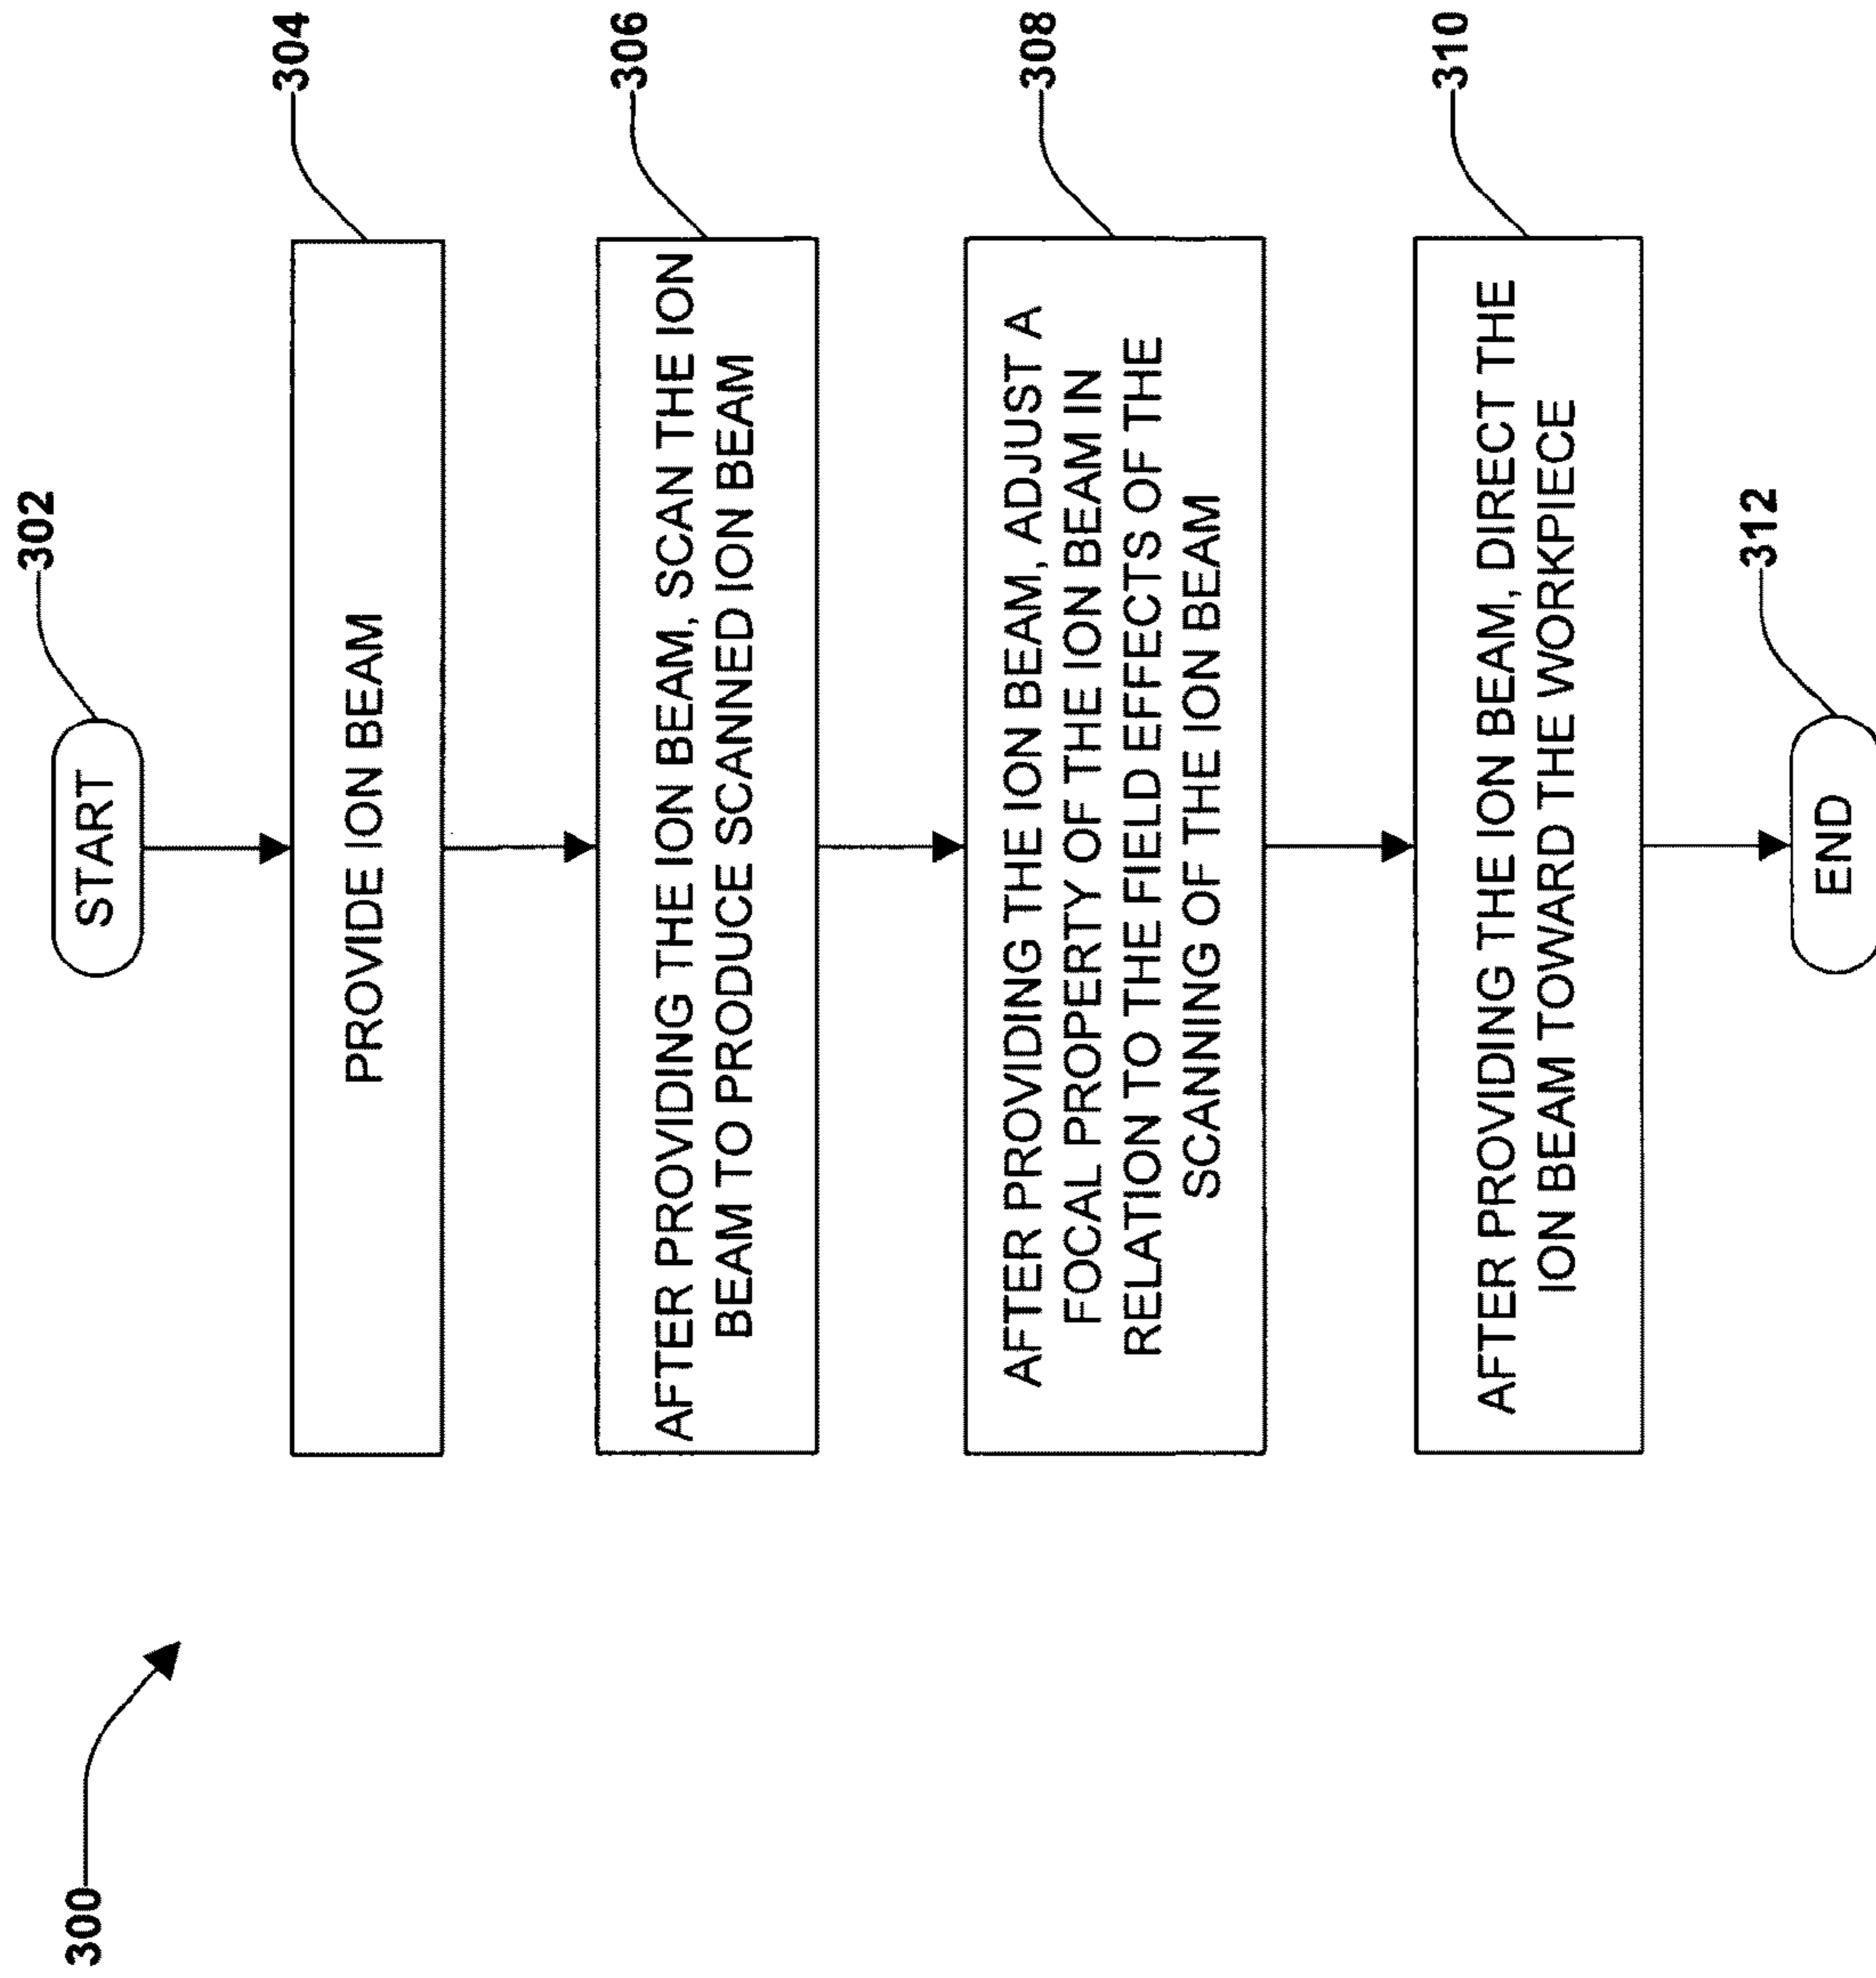 300
302
START
304
PROVIDE ION BEAM
306
AFTER PROVIDING THE ION BEAM, SCAN THE ION
BEAM TO PRODUCE SCANNED ION BEAM
308
AFTER PROVIDING THE ION BEAM, ADJUST A
FOCAL PROPERTY OF THE ION BEAM IN
RELATION TO THE FIELD EFFECTS OF THE
SCANNING OF THE ION BEAM
310
AFTER PROVIDING THE ION BEAM, DIRECT THE
ION BEAM TOWARD THE WORKPIECE
312
END